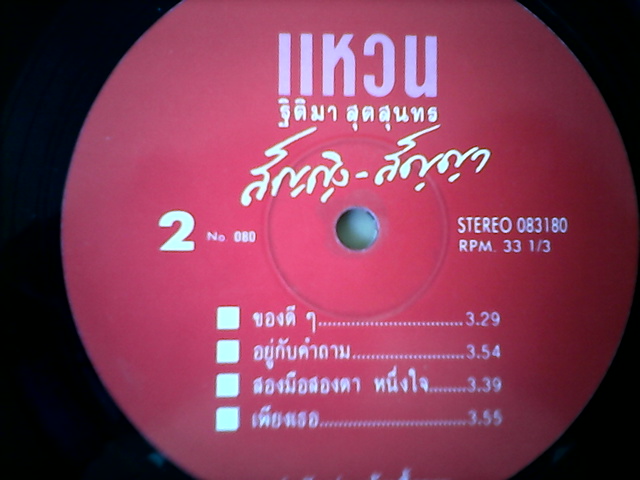 แหวน
ฐิติมา สุตสุนทร
สัญญิง - สัญญา
2 No. 080
STEREO 083180
RPM. 33 1/3
ของดี ๆ..............................3.29
อยู่กับคำถาม........................3.54
สองมือสองตา หนึ่งใจ........3.39
เพียงเธอ..............................3.55